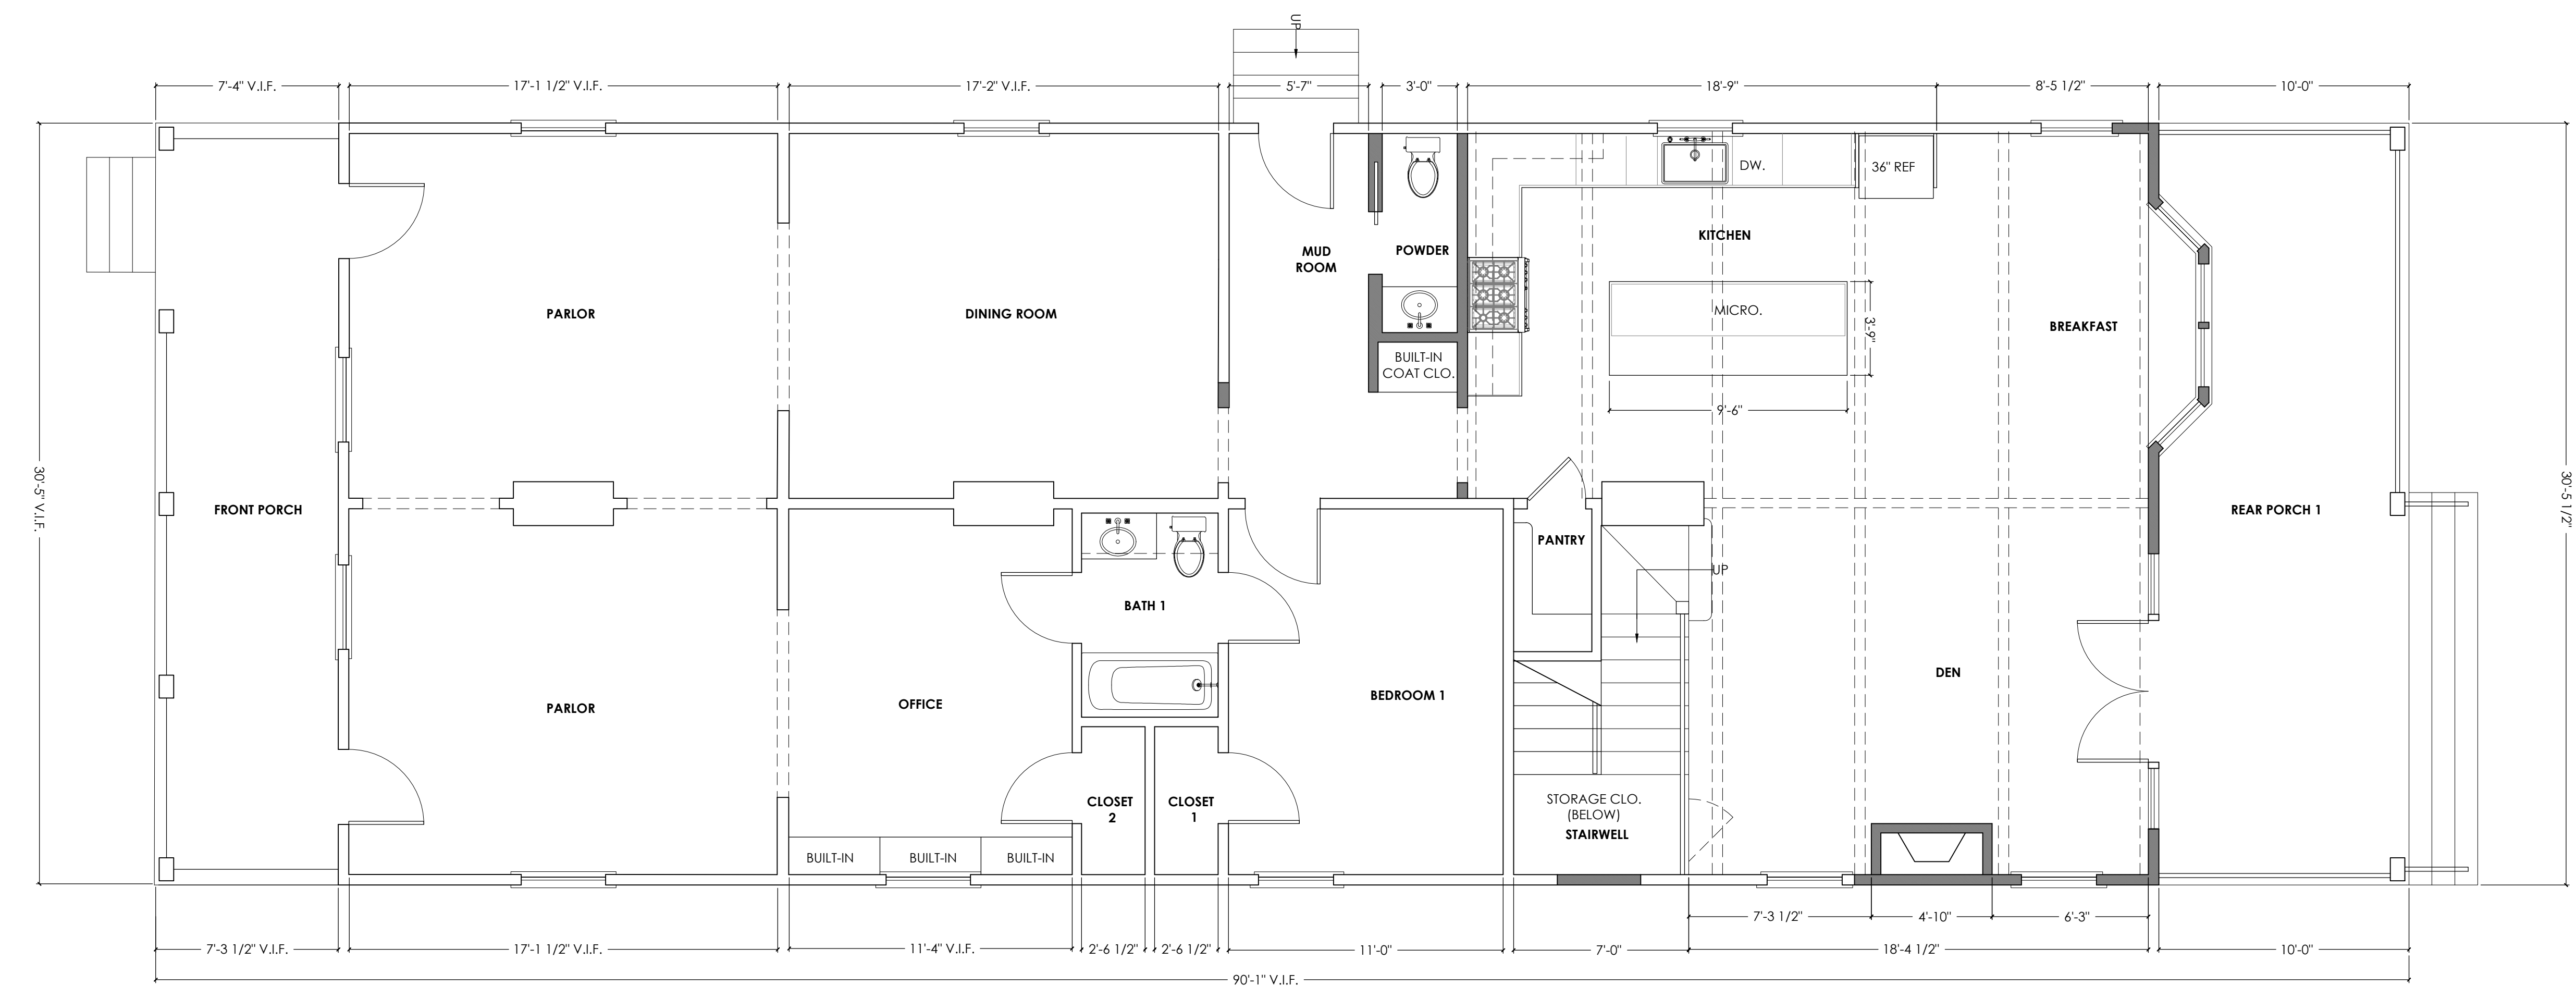 UP
7'-4" V.I.F.
17'-1 1/2" V.I.F.
17'-2" V.I.F.
5'-7"
3'-0"
18'-9"
8'-5 1/2"
10'-0"
DW.
36" REF
KITCHEN
MUD
ROOM
POWDER
PARLOR
DINING ROOM
MICRO.
3'-9"
BREAKFAST
BUILT-IN
COAT CLO.
9'-6"
30'-5" V.I.F.
FRONT PORCH
REAR PORCH 1
30'-5 1/2"
PANTRY
UP
BATH 1
DEN
BEDROOM 1
OFFICE
PARLOR
CLOSET
2
CLOSET
1
STORAGE CLO.
(BELOW)
STAIRWELL
BUILT-IN
BUILT-IN
BUILT-IN
7'-3 1/2"
4'-10"
6'-3"
7'-3 1/2" V.I.F.
17'-1 1/2" V.I.F.
11'-4" V.I.F.
2'-6 1/2"
2'-6 1/2"
11'-0"
7'-0"
18'-4 1/2"
10'-0"
90'-1" V.I.F.